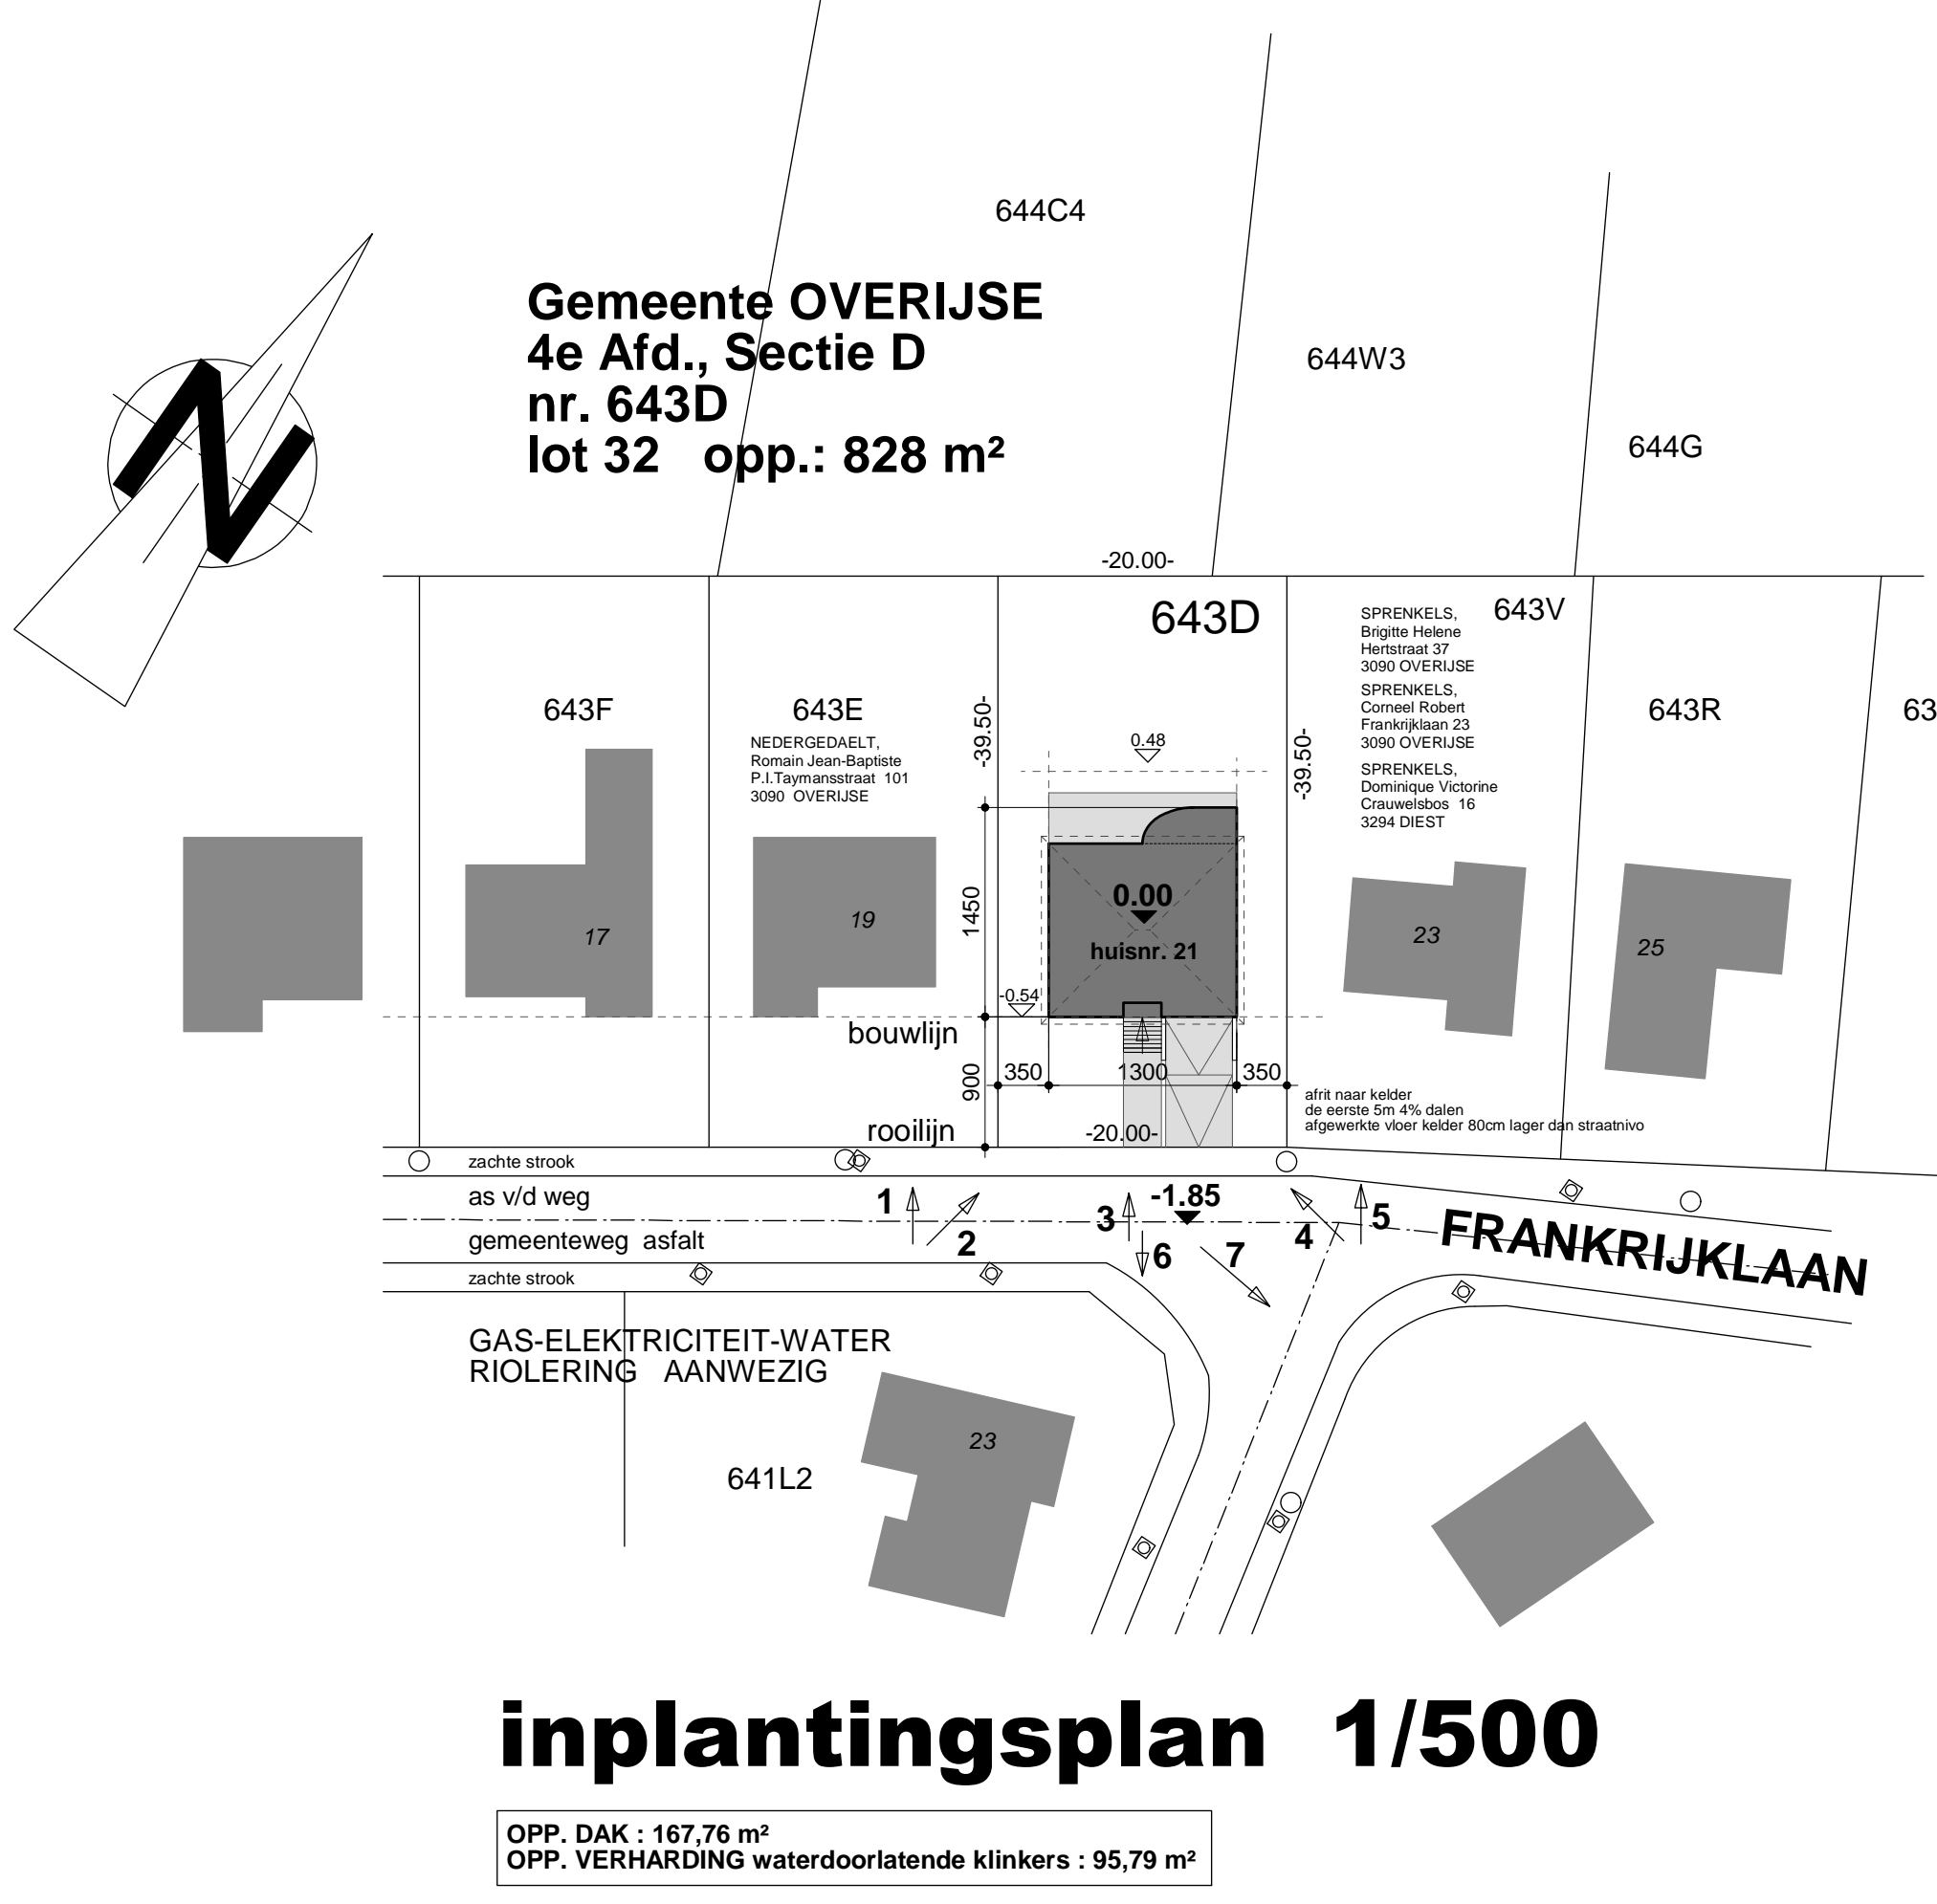 644C4
Gemeente OVERIJSE
4e Afd., Sectie D
nr. 643D
lot 32 opp.: 828 m²
644W3
644G
N
-20.00-
643D
643V
SPRENKELS,
Brigitte Helene
Hertstraat 37
3090 OVERIJSE
SPRENKELS,
Corneel Robert
Frankrijklaan 23
3090 OVERIJSE
SPRENKELS,
Dominique Victorine
Crauwelsbos 16
3294 DIEST
643F
643E
NEDERGEDAELT,
Romain Jean-Baptiste
P.I.Taymansstraat 101
3090 OVERIJSE
-39.50-
0.48
-39.50-
643R
63
17
19
1450
0.00
huisnr. 21
23
25
-0.54
bouwlijn
900
350
1300
350
afrit naar kelder
de eerste 5m 4% dalen
afgewerkte vloer kelder 80cm lager dan straatnivo
rooilijn
-20.00-
zachte strook
as v/d weg
1
2
3
-1.85
4
5
6
7
FRANKRIJKLAAN
gemeenteweg asfalt
zachte strook
GAS-ELEKTRICITEIT-WATER
RIOLERING AANWEZIG
23
641L2
inplantingsplan 1/500
OPP. DAK : 167,76 m²
OPP. VERHARDING waterdoorlatende klinkers : 95,79 m²